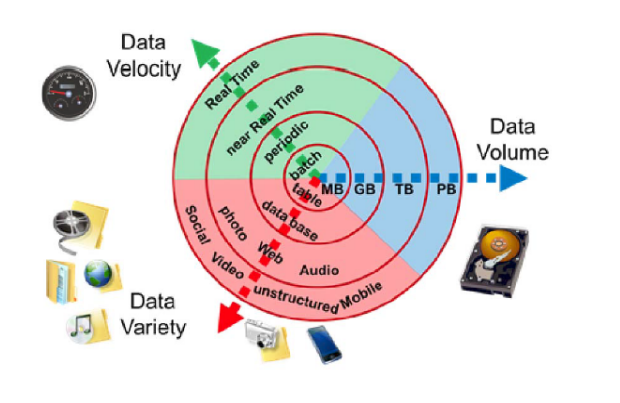 Data
Velocity
Real Time
near Real Time
periodic
batch
Data
Volume
MB GB TB PB
table
data base
photo Web Audio
Social Video unstructured Mobile
Data
Variety